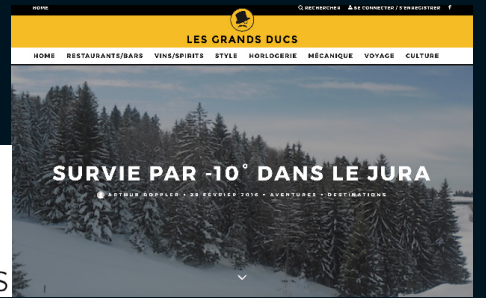 HOME
RECHERCHER
SE CONNECTER / S'ENREGISTRER
LES GRANDS DUCS
HOME RESTAURANTS/BARS VINS/SPIRITS STYLE HORLOGERIE MÉCANIQUE VOYAGE CULTURE
SURVIE PAR -10° DANS LE JURA
ARTHUR DOPPLER • 29 FÉVRIER 2016 • AVENTURES • DESTINATIONS
S